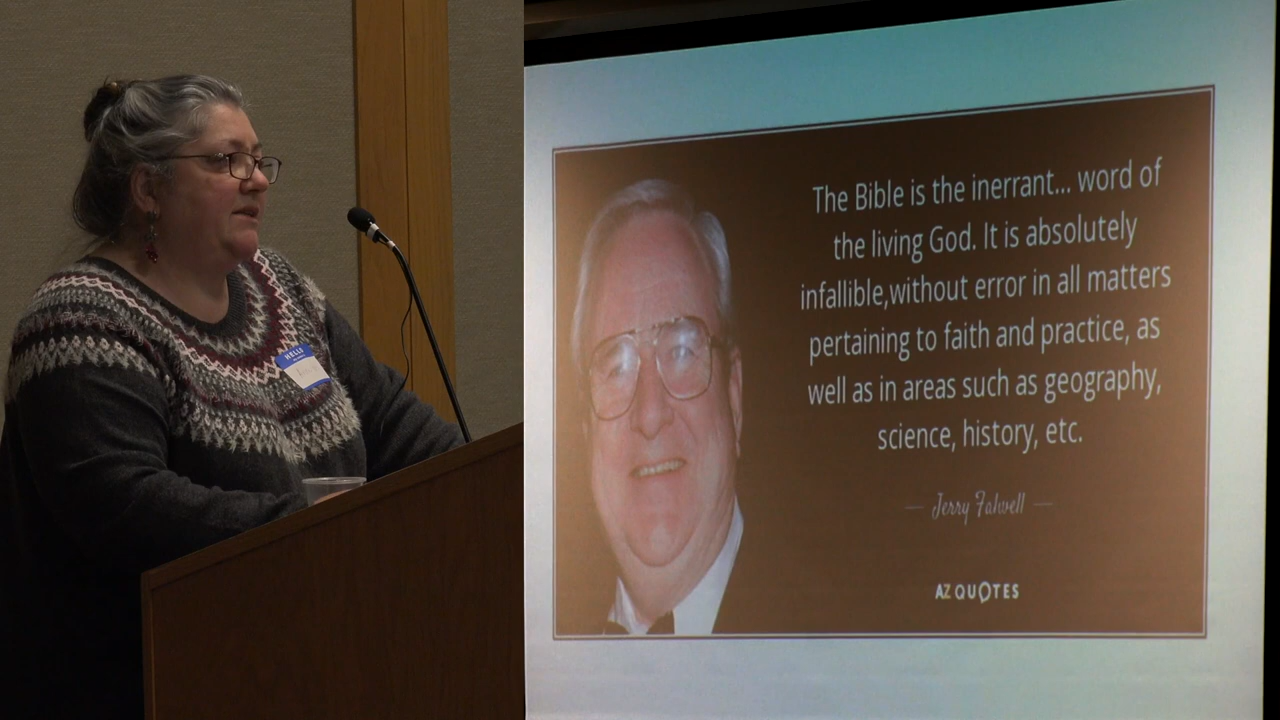 HELLO
The Bible is the inerrant... word of
the living God. It is absolutely
infallible,without error in all matters
pertaining to faith and practice, as
well as in areas such as geography,
science, history, etc.
— Jerry Falwell —
AZ QUOTES